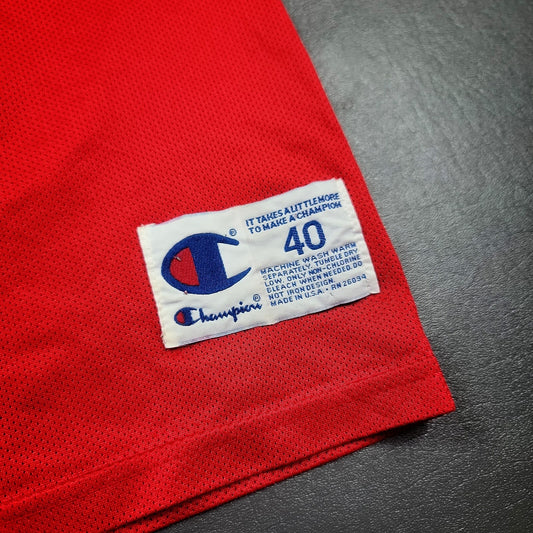 IT TAKES A LITTLE MORE
TO MAKE A CHAMPION
®
40
MACHINE WASH WARM
SEPARATELY. TUMBLE DRY
LOW. ONLY NON-CHLORINE
BLEACH WHEN NEEDED. DO
NOT IRON DESIGN.
MADE IN U.S.A. • RN 26094
Champion®